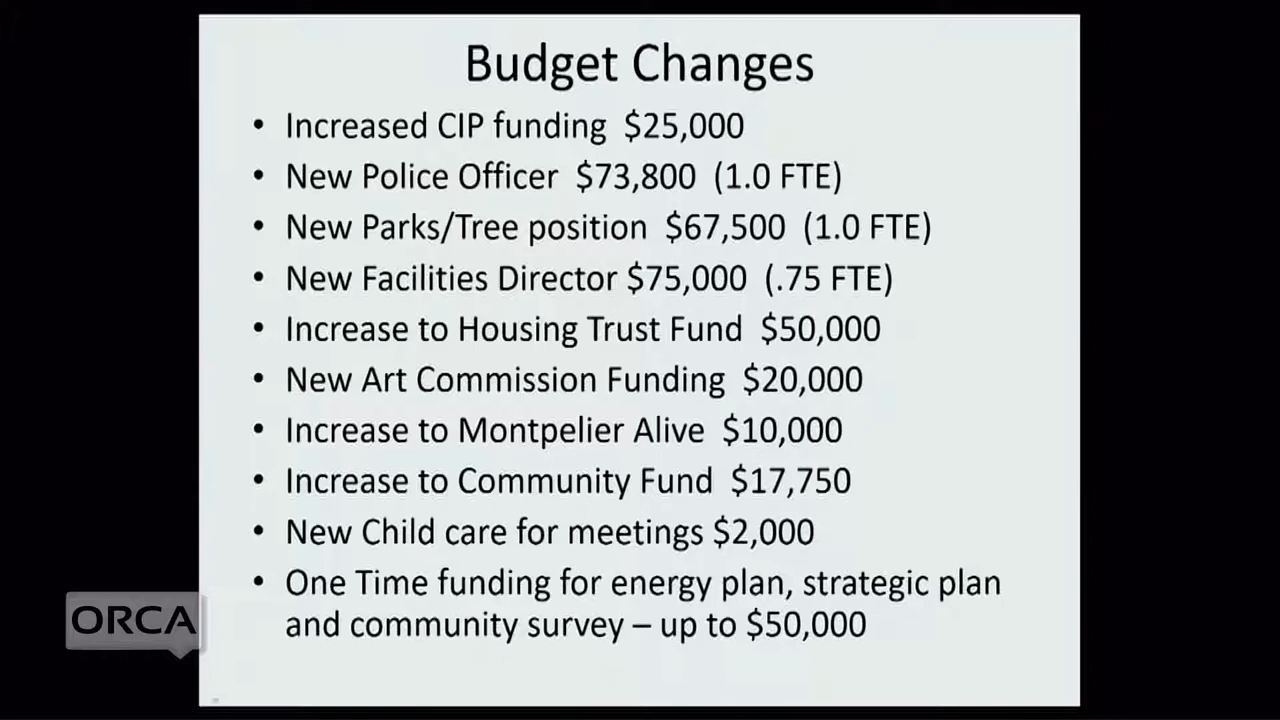 Budget Changes
• Increased CIP funding $25,000
• New Police Officer $73,800 (1.0 FTE)
• New Parks/Tree position $67,500 (1.0 FTE)
• New Facilities Director $75,000 (.75 FTE)
• Increase to Housing Trust Fund $50,000
• New Art Commission Funding $20,000
• Increase to Montpelier Alive $10,000
• Increase to Community Fund $17,750
• New Child care for meetings $2,000
• One Time funding for energy plan, strategic plan
and community survey – up to $50,000
ORCA